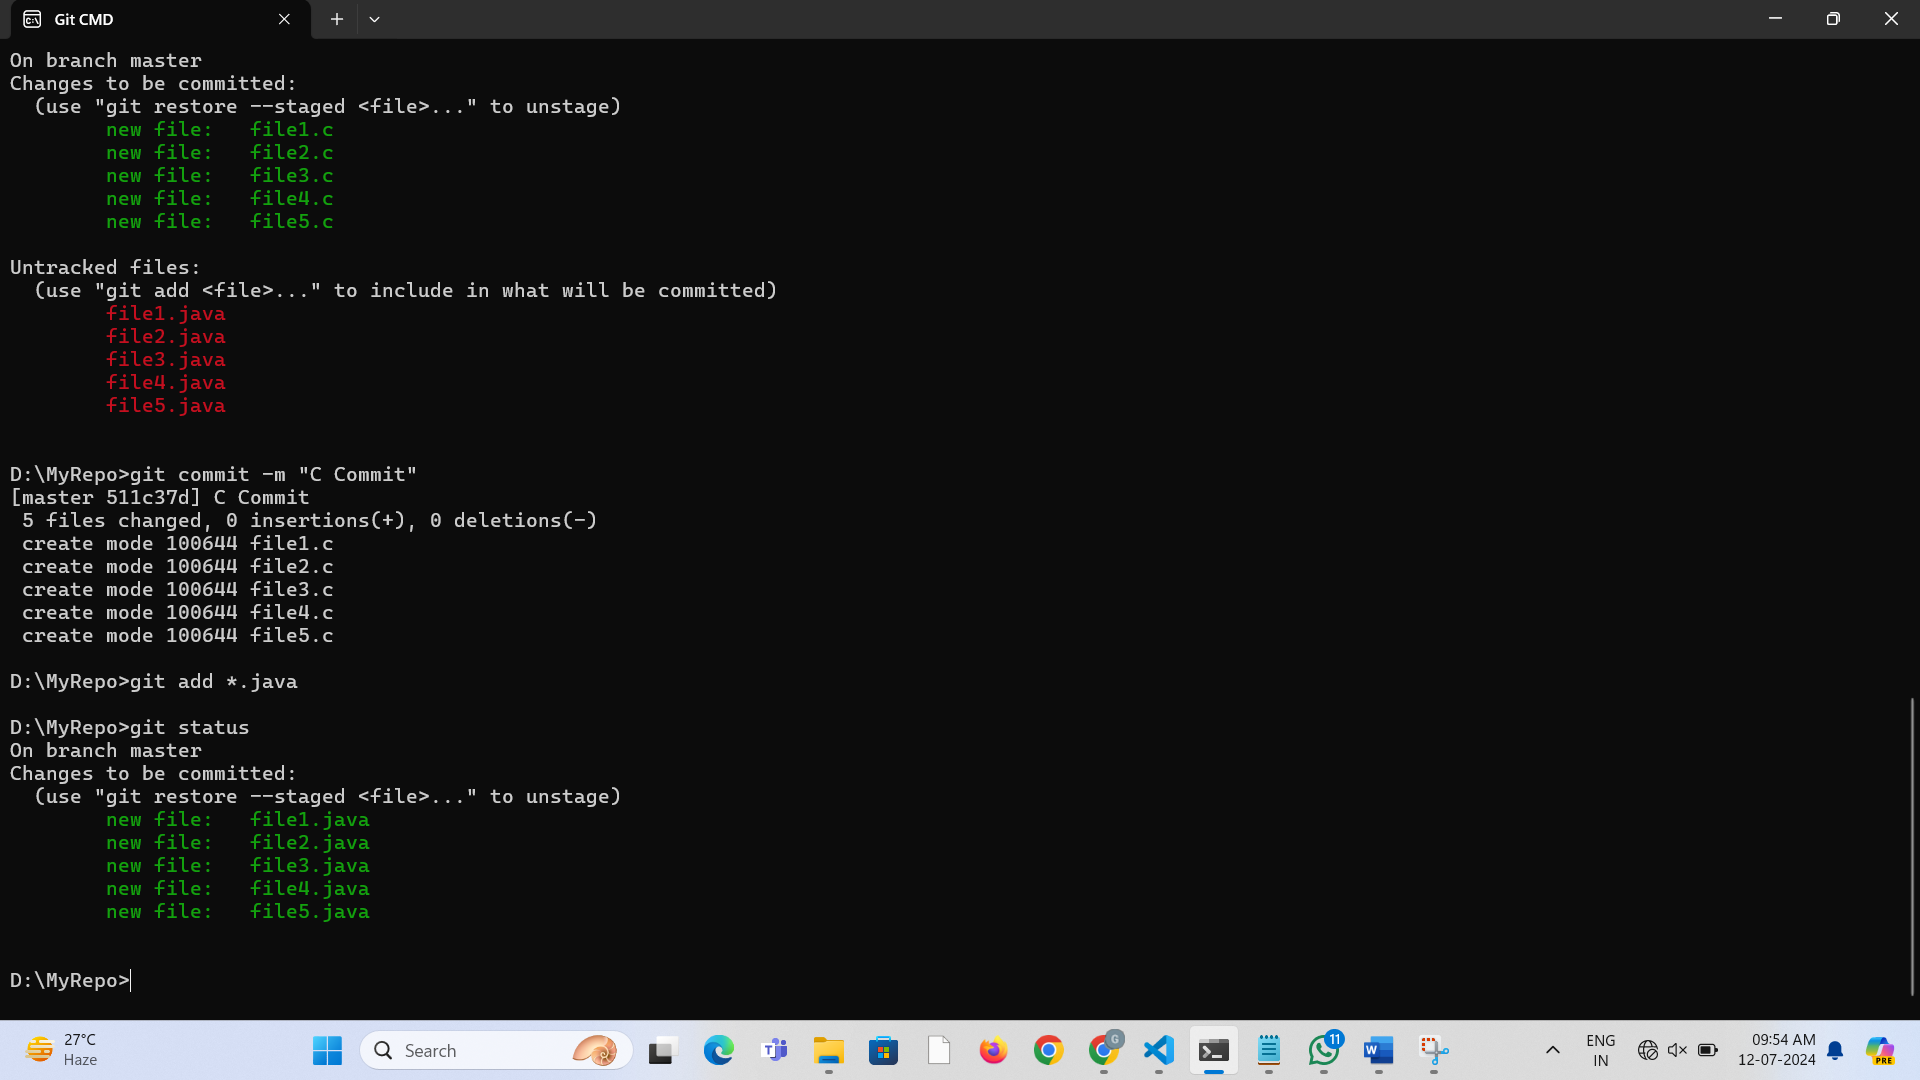 Git CMD
On branch master
Changes to be committed:
  (use "git restore --staged <file>..." to unstage)
        new file:   file1.c
        new file:   file2.c
        new file:   file3.c
        new file:   file4.c
        new file:   file5.c

Untracked files:
  (use "git add <file>..." to include in what will be committed)
        file1.java
        file2.java
        file3.java
        file4.java
        file5.java

D:\MyRepo>git commit -m "C Commit"
[master 511c37d] C Commit
 5 files changed, 0 insertions(+), 0 deletions(-)
 create mode 100644 file1.c
 create mode 100644 file2.c
 create mode 100644 file3.c
 create mode 100644 file4.c
 create mode 100644 file5.c

D:\MyRepo>git add *.java

D:\MyRepo>git status
On branch master
Changes to be committed:
  (use "git restore --staged <file>..." to unstage)
        new file:   file1.java
        new file:   file2.java
        new file:   file3.java
        new file:   file4.java
        new file:   file5.java

D:\MyRepo>
27°C
Haze
Search
G
11
ENG
IN
09:54 AM
12-07-2024
PRE